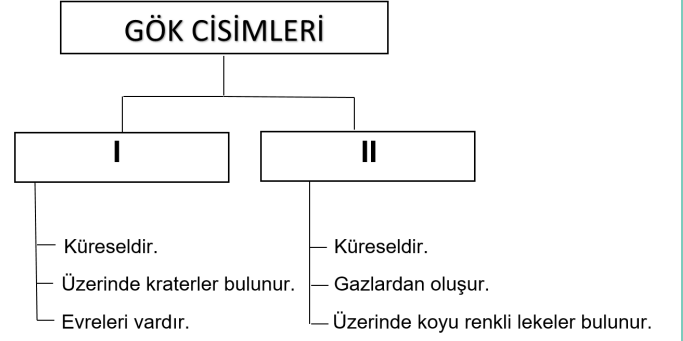 GÖK CİSİMLERİ
I
II
Küreseldir.
Üzerinde kraterler bulunur.
Evreleri vardır.
Küreseldir.
Gazlardan oluşur.
Üzerinde koyu renkli lekeler bulunur.